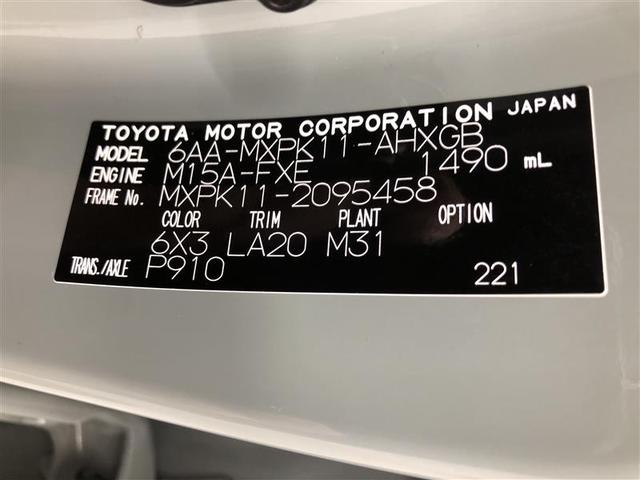 TOYOTA MOTOR CORPORATION JAPAN
MODEL 6AA-MXPK11-AHXGB
ENGINE M15A-FXE 1490 mL
FRAME No. MXPK11-2095458
COLOR TRIM PLANT OPTION
6X3 LA20 M31
TRANS./AXLE P910 221